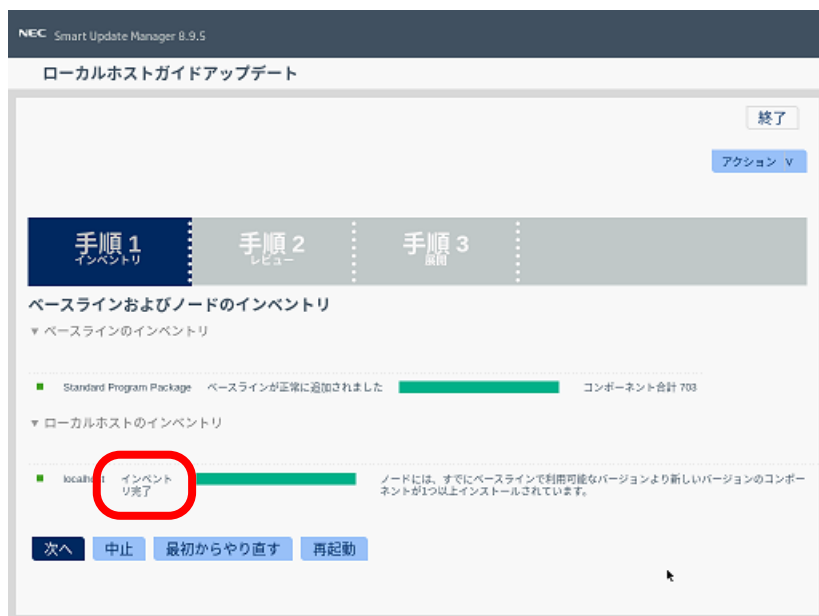 NEC Smart Update Manager 8.9.5
ローカルホストガイドアップデート
終了
アクション ∨
手順 1
インベントリ
手順 2
レビュー
手順 3
展開
ベースラインおよびノードのインベントリ
▼ ベースラインのインベントリ
Standard Program Package ベースラインが正常に追加されました コンポーネント合計 703
▼ ローカルホストのインベントリ
localhost インベント
リ完了
ノードには、すでにベースラインで利用可能なバージョンより新しいバージョンのコンポー
ネントが1つ以上インストールされています。
次へ 中止 最初からやり直す 再起動